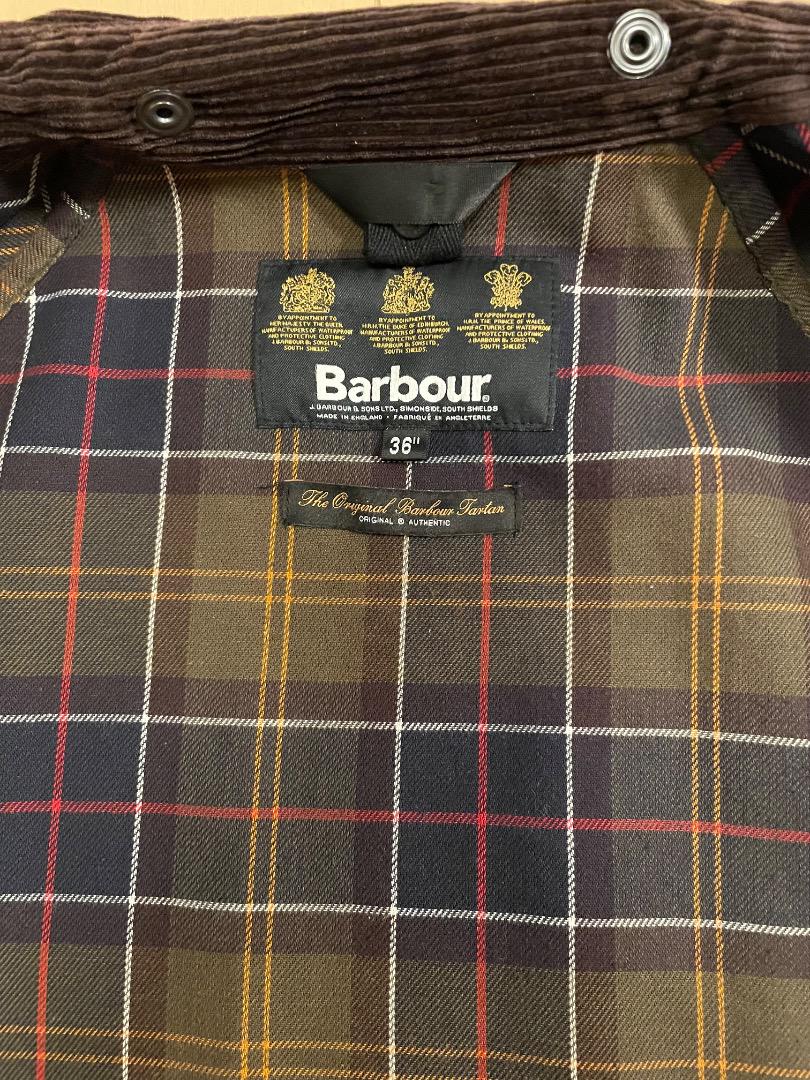 BY APPOINTMENT TO
HER MAJESTY THE QUEEN
MANUFACTURERS OF WATERPROOF
AND PROTECTIVE CLOTHING
J. BARBOUR & SONS LTD.,
SOUTH SHIELDS.
BY APPOINTMENT TO
H.R.H. THE DUKE OF EDINBURGH
MANUFACTURERS OF WATERPROOF
AND PROTECTIVE CLOTHING
J. BARBOUR & SONS LTD.,
SOUTH SHIELDS.
BY APPOINTMENT TO
H.R.H. THE PRINCE OF WALES.
MANUFACTURERS OF WATERPROOF
AND PROTECTIVE CLOTHING
J. BARBOUR & SONS LTD.,
SOUTH SHIELDS.
Barbour®
J. BARBOUR & SONS LTD., SIMONSIDE, SOUTH SHIELDS
MADE IN ENGLAND · FABRIQUÉ EN ANGLETERRE
36"
The Original Barbour Tartan
ORIGINAL & AUTHENTIC